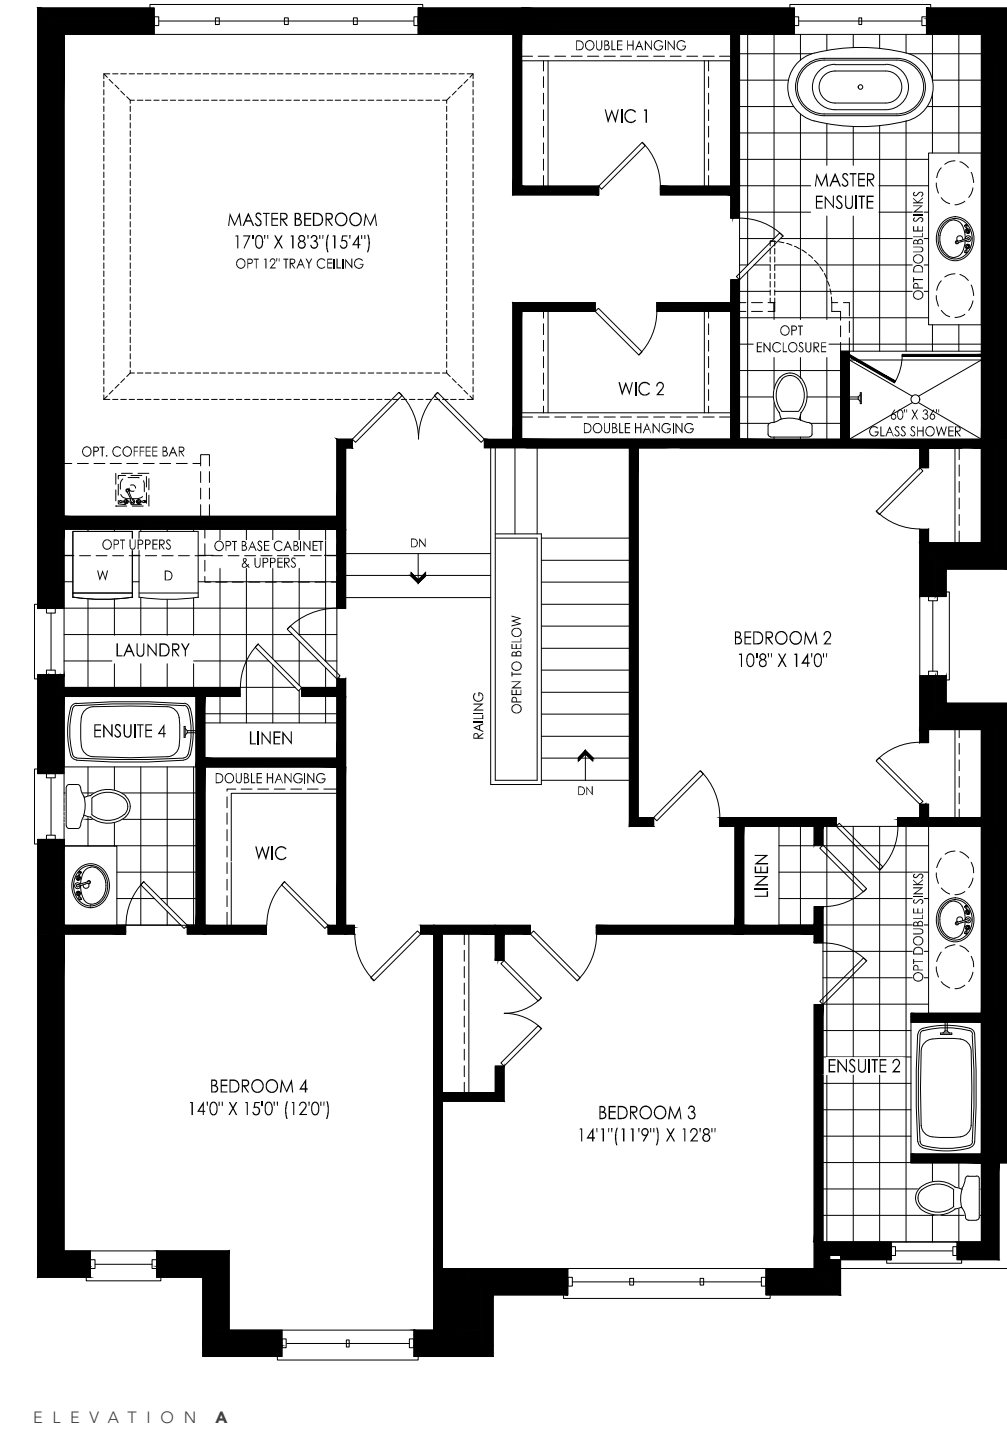 DOUBLE HANGING
WIC 1
MASTER
ENSUITE
OPT DOUBLE SINKS
MASTER BEDROOM
17'0" X 18'3"(15'4")
OPT 12" TRAY CEILING
OPT
ENCLOSURE
WIC 2
DOUBLE HANGING
60" X 36"
GLASS SHOWER
OPT. COFFEE BAR
OPT UPPERS
W
D
OPT BASE CABINET
& UPPERS
LAUNDRY
DN
OPEN TO BELOW
RAILING
DN
BEDROOM 2
10'8" X 14'0"
ENSUITE 4
LINEN
DOUBLE HANGING
WIC
LINEN
OPT DOUBLE SINKS
ENSUITE 2
BEDROOM 4
14'0" X 15'0" (12'0")
BEDROOM 3
14'1"(11'9") X 12'8"
ELEVATION A